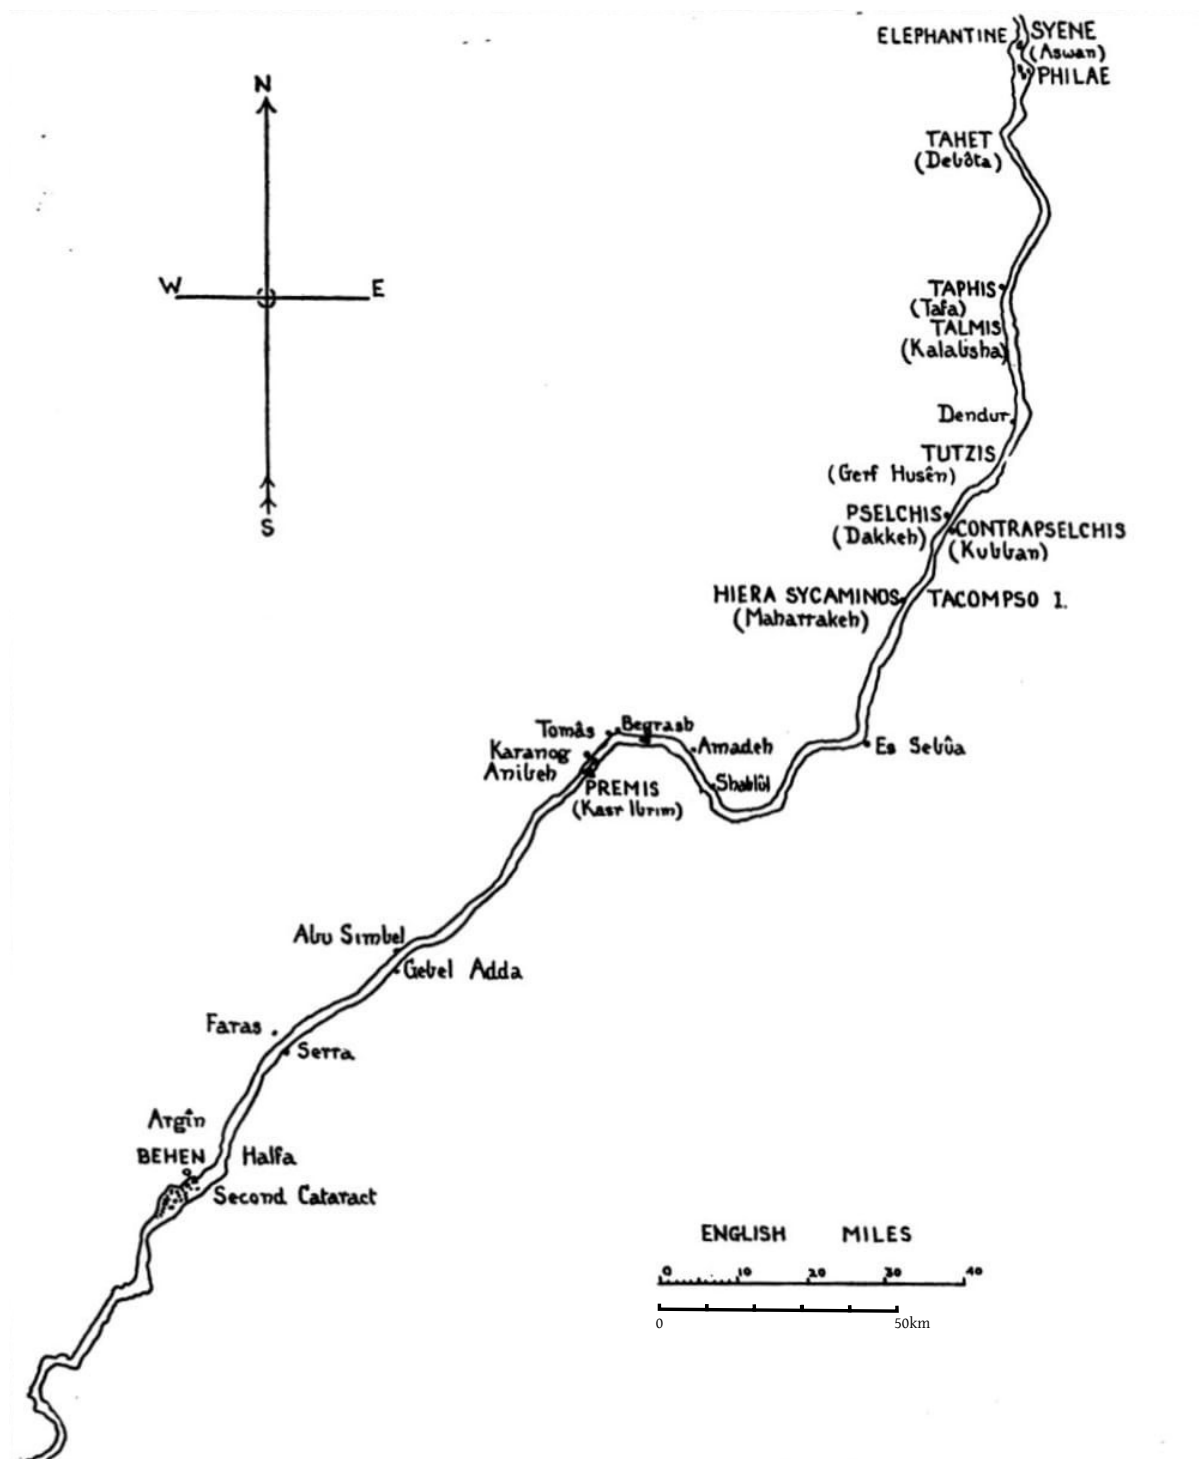 ELEPHANTINE
SYENE
(Aswan)
PHILAE
N
TAHET
(Debôta)
W
E
TAPHIS
(Tafa)
TALMIS
(Kalabsha)
Dendur
TUTZIS
(Gerf Husên)
S
PSELCHIS
(Dakkeh)
CONTRAPSELCHIS
(Kubban)
HIERA SYCAMINOS
(Maharrakeh)
TACOMPSO I.
Tomâs
Begrash
Karanog
Anibeh
Amadeh
Es Sebûa
Shablûl
PREMIS
(Kasr Ibrim)
Abu Simbel
Gebel Adda
Faras
Serra
Argîn
BEHEN
Halfa
Second Cataract
ENGLISH MILES
0 10 20 30 40
0 50km